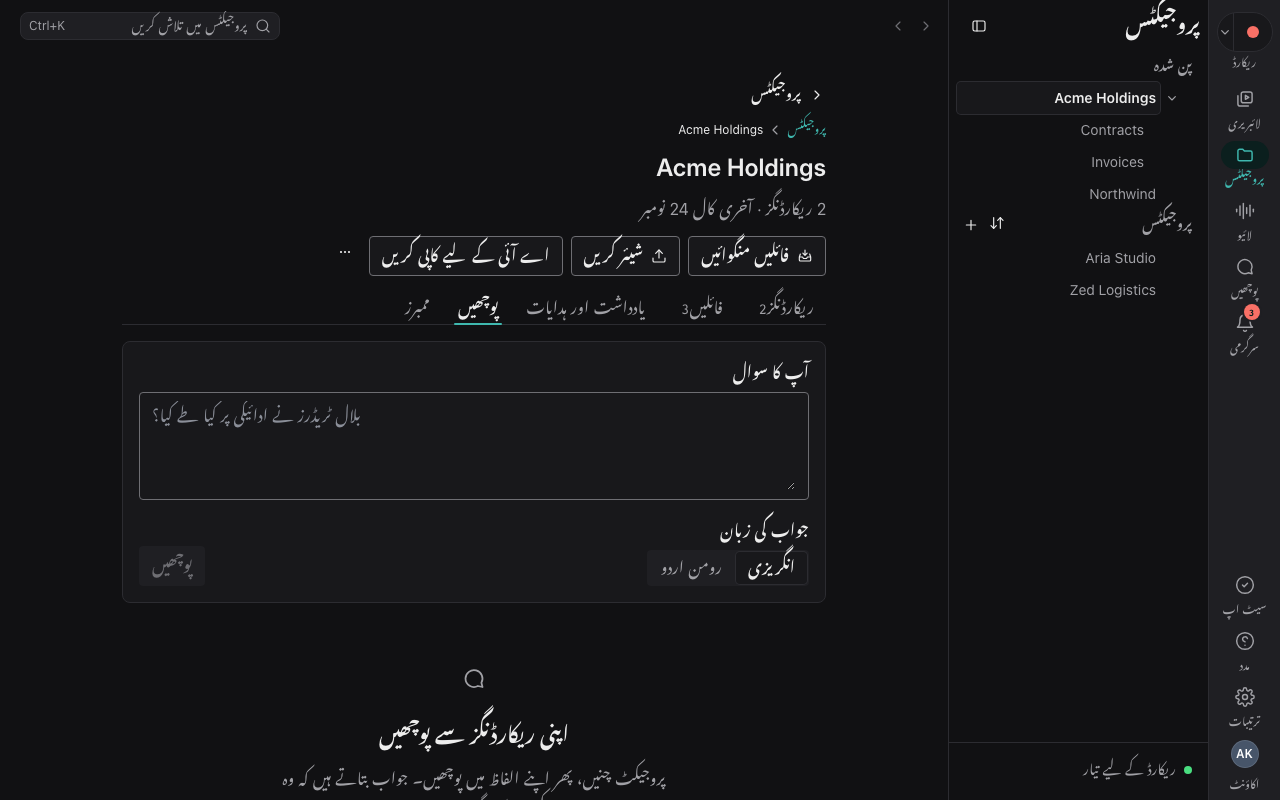 ریکارڈ
لائبریری
پروجیکٹس
لائیو
پوچھیں
3
سرگرمی
سیٹ اپ
مدد
ترتیبات
AK
اکاؤنٹ
پروجیکٹس
پن شدہ
Acme Holdings
Contracts
Invoices
Northwind
پروجیکٹس
Aria Studio
Zed Logistics
ریکارڈ کے لیے تیار
پروجیکٹس میں تلاش کریں Ctrl+K
پروجیکٹس
پروجیکٹس Acme Holdings
Acme Holdings
2 ریکارڈنگز · آخری کال 24 نومبر
فائلیں منگوائیں شیئر کریں اے آئی کے لیے کاپی کریں ...
ریکارڈنگز2 فائلیں3 یادداشت اور ہدایات پوچھیں ممبرز
آپ کا سوال
بلال ٹریڈرز نے ادائیگی پر کیا طے کیا؟
جواب کی زبان
انگریزی رومن اردو پوچھیں
اپنی ریکارڈنگز سے پوچھیں
پروجیکٹ چنیں، پھر اپنے الفاظ میں پوچھیں۔ جواب بتاتے ہیں کہ وہ